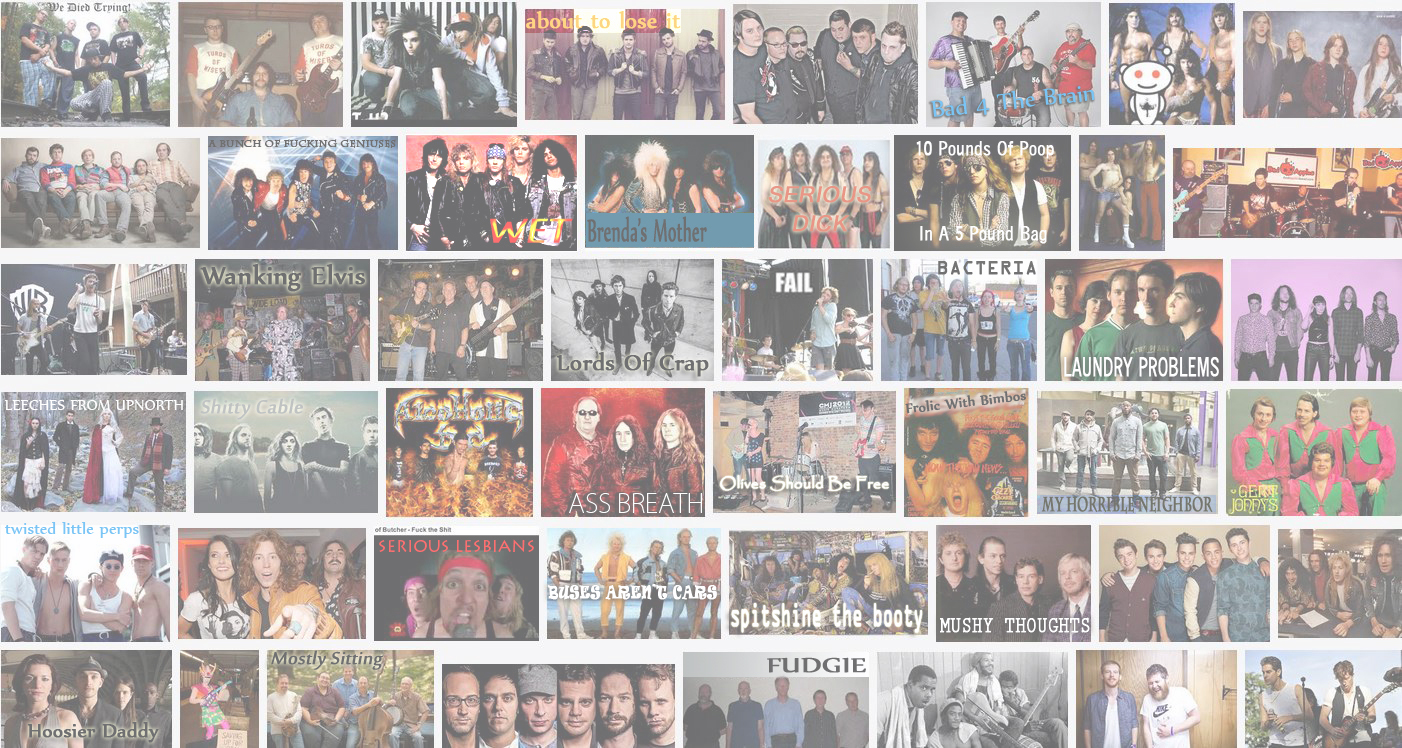 We Died Trying!
TURDS OF MISERY
TURDS OF MISERY
about to lose it
Bad 4 The Brain
A BUNCH OF FUCKING GENIUSES
WET
Brenda's Mother
SERIOUS
DICK
10 Pounds Of Poop
In A 5 Pound Bag
Wanking Elvis
Lords Of Crap
FAIL
BACTERIA
LAUNDRY PROBLEMS
LEECHES FROM UPNORTH
Shitty Cable
ASS BREATH
Olives Should Be Free
Frolic With Bimbos
MY HORRIBLE NEIGHBOR
GERT JONNYS
twisted little perps
of Butcher - Fuck the Shit
SERIOUS LESBIANS
BUSES AREN'T CARS
spitshine the booty
MUSHY THOUGHTS
Hoosier Daddy
Mostly Sitting
FUDGIE